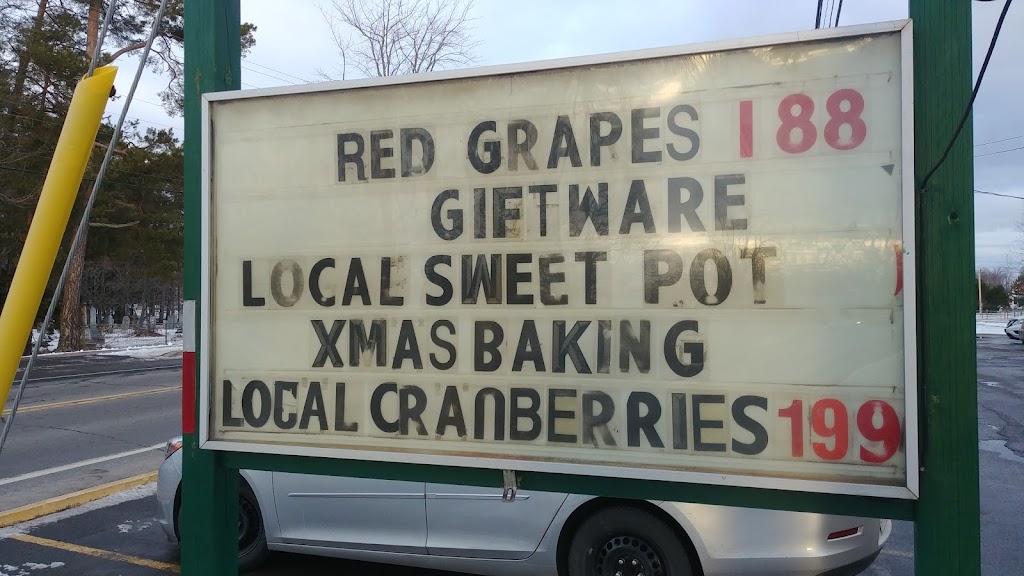 RED GRAPES 188
GIFTWARE
LOCAL SWEET POT
XMAS BAKING
LOCAL CRANBERRIES 199